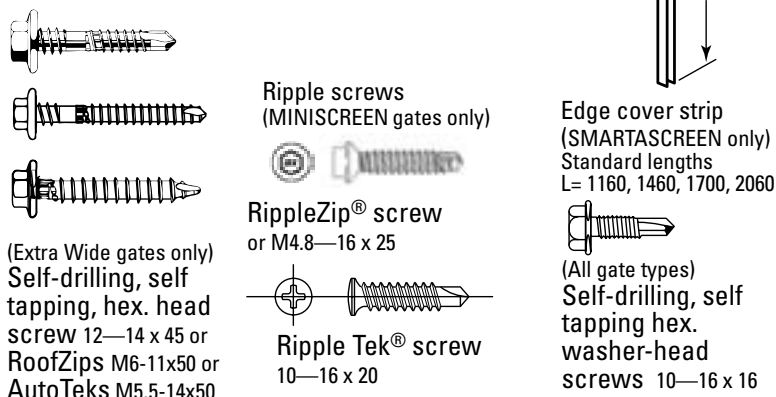 (Extra Wide gates only)
Self-drilling, self
tapping, hex. head
screw 12—14 x 45 or
RoofZips M6-11x50 or
AutoTeks M5.5-14x50
Ripple screws
(MINISCREEN gates only)
RippleZip® screw
or M4.8—16 x 25
Ripple Tek® screw
10—16 x 20
Edge cover strip
(SMARTASCREEN only)
Standard lengths
L= 1160, 1460, 1700, 2060
(All gate types)
Self-drilling, self
tapping hex.
washer-head
screws 10—16 x 16